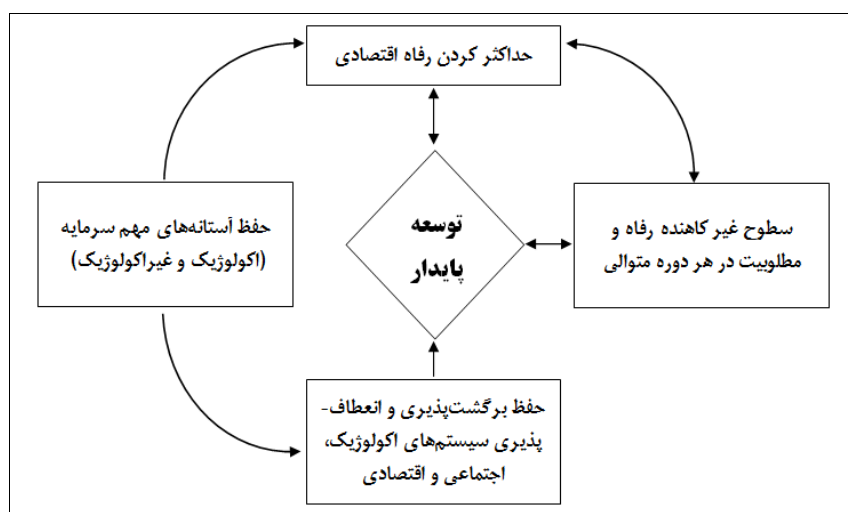 حداکثر کردن رفاه اقتصادی
سطوح غیر کاهنده رفاه و
مطلوبیت در هر دوره متوالی
توسعه
پایدار
حفظ آستانه‌های مهم سرمایه
(اکولوژیک و غیراکولوژیک)
حفظ برگشت‌پذیری و انعطاف-
پذیری سیستم‌های اکولوژیک،
اجتماعی و اقتصادی